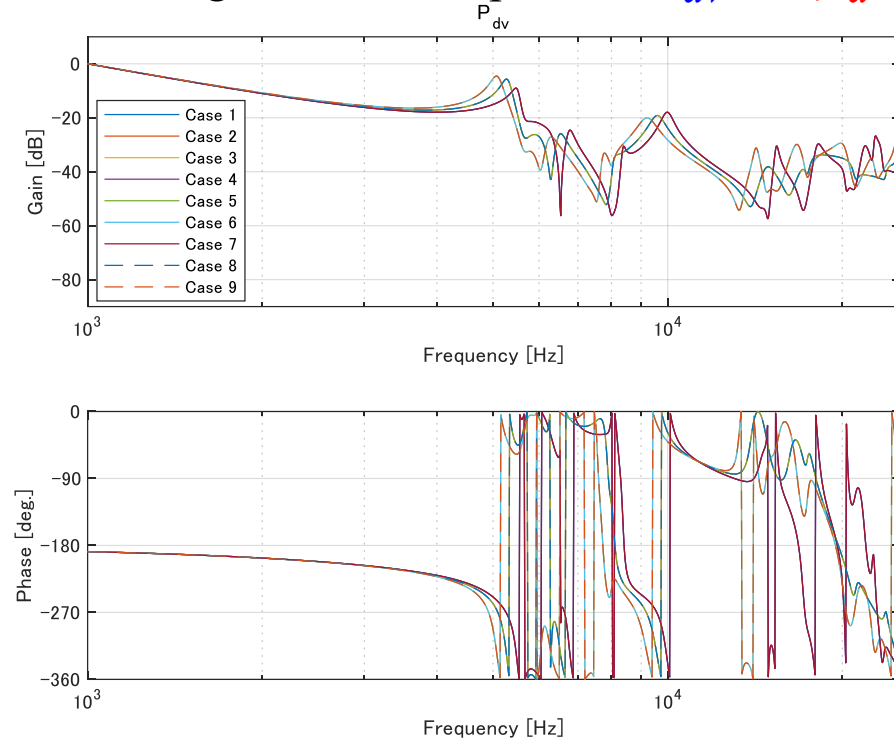 P_dv
0
−20
−40
−60
−80
Gain [dB]
Case 1
Case 2
Case 3
Case 4
Case 5
Case 6
Case 7
Case 8
Case 9
10^3
10^4
Frequency [Hz]
0
−90
−180
−270
−360
Phase [deg.]
10^3
10^4
Frequency [Hz]